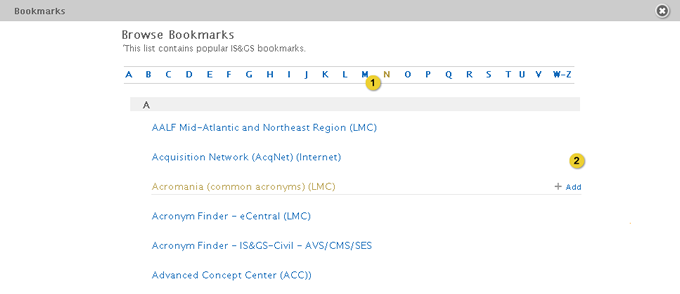 Bookmarks
Browse Bookmarks
*This list contains popular IS&GS bookmarks.
A B C D E F G H I J K L M N O P Q R S T U V W-Z
1
A
AALF Mid-Atlantic and Northeast Region (LMC)
Acquisition Network (AcqNet) (Internet)
2
Acromania (common acronyms) (LMC) + Add
Acronym Finder - eCentral (LMC)
Acronym Finder - IS&GS-Civil - AVS/CMS/SES
Advanced Concept Center (ACC))